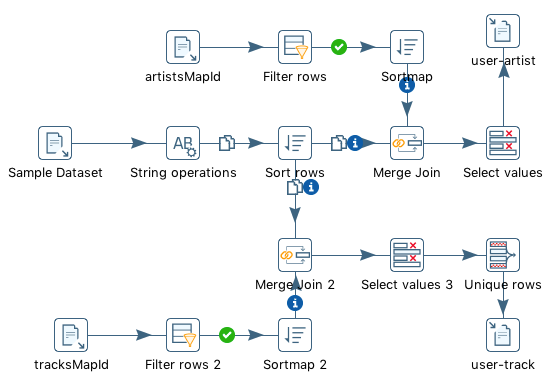 user-artist
artistsMapId
Filter rows
Sortmap
AB
Sample Dataset
String operations
Sort rows
Merge Join
Select values
Merge Join 2
Select values 3
Unique rows
tracksMapId
Filter rows 2
Sortmap 2
user-track